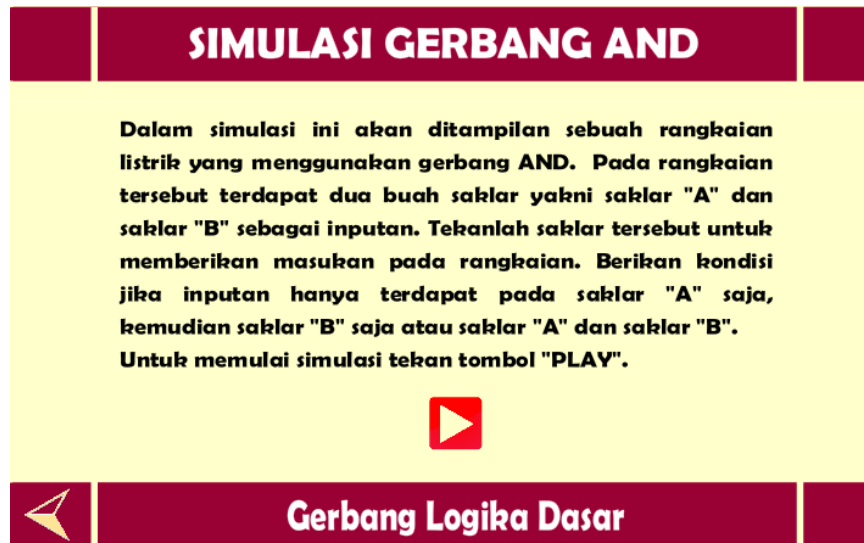 SIMULASI GERBANG AND
Dalam simulasi ini akan ditampilan sebuah rangkaian
listrik yang menggunakan gerbang AND. Pada rangkaian
tersebut terdapat dua buah saklar yakni saklar "A" dan
saklar "B" sebagai inputan. Tekanlah saklar tersebut untuk
memberikan masukan pada rangkaian. Berikan kondisi
jika inputan hanya terdapat pada saklar "A" saja,
kemudian saklar "B" saja atau saklar "A" dan saklar "B".
Untuk memulai simulasi tekan tombol "PLAY".
Gerbang Logika Dasar